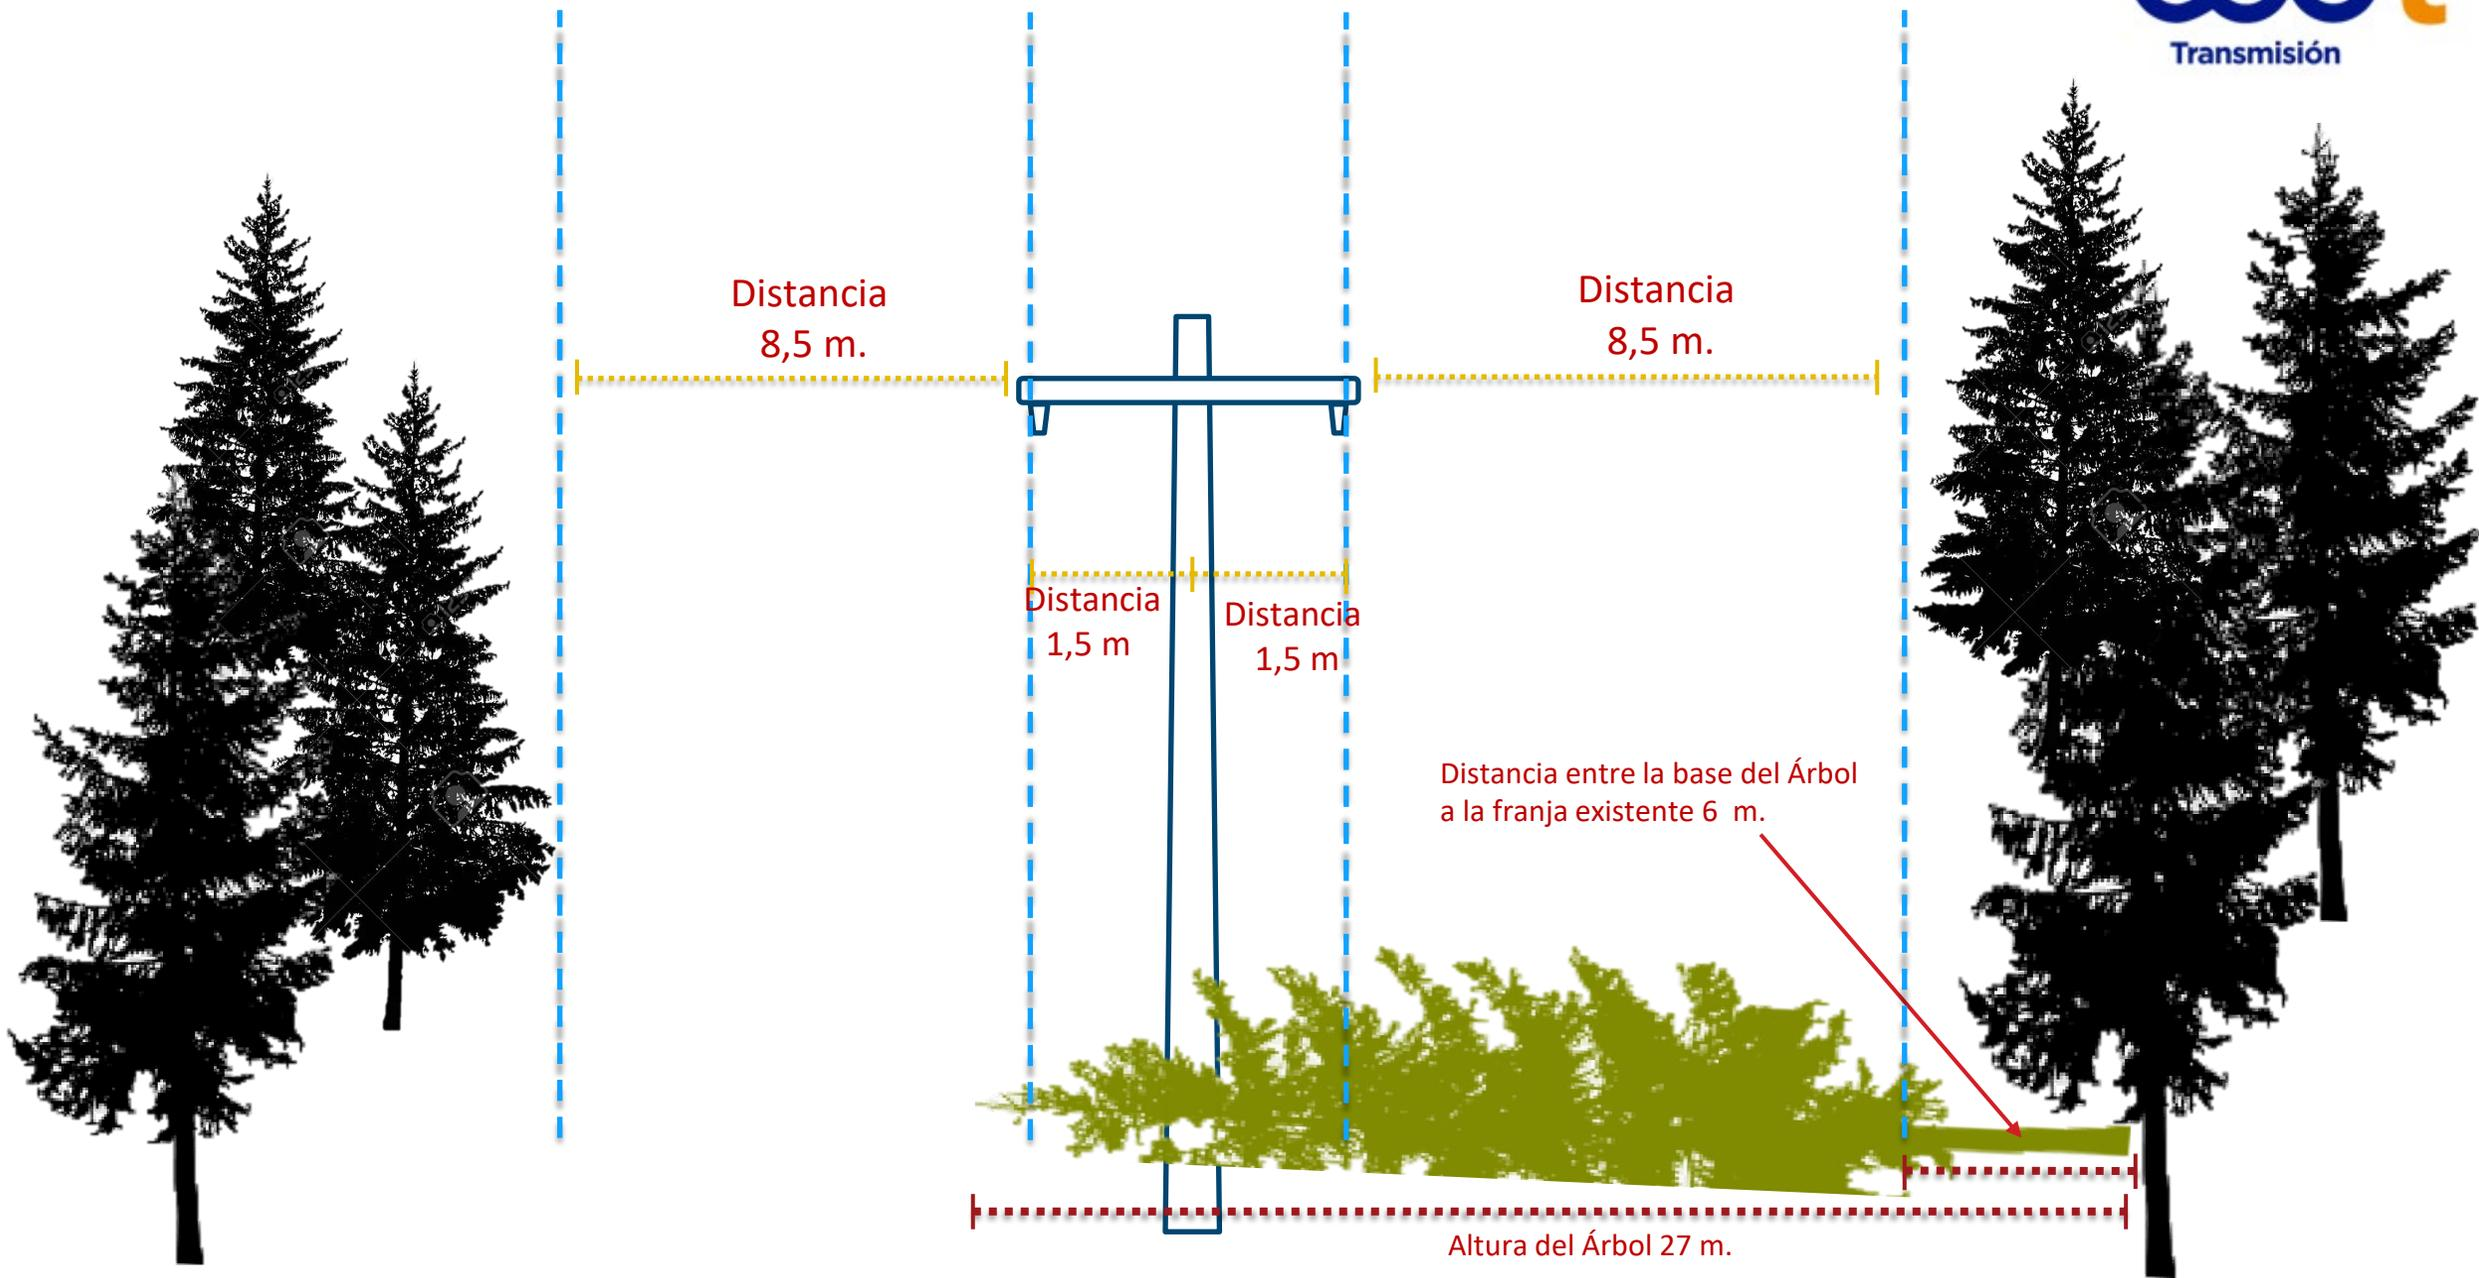 Transmisión
Distancia
8,5 m.
Distancia
8,5 m.
Distancia
1,5 m
Distancia
1,5 m
Distancia entre la base del Árbol
a la franja existente 6  m.
Altura del Árbol 27 m.